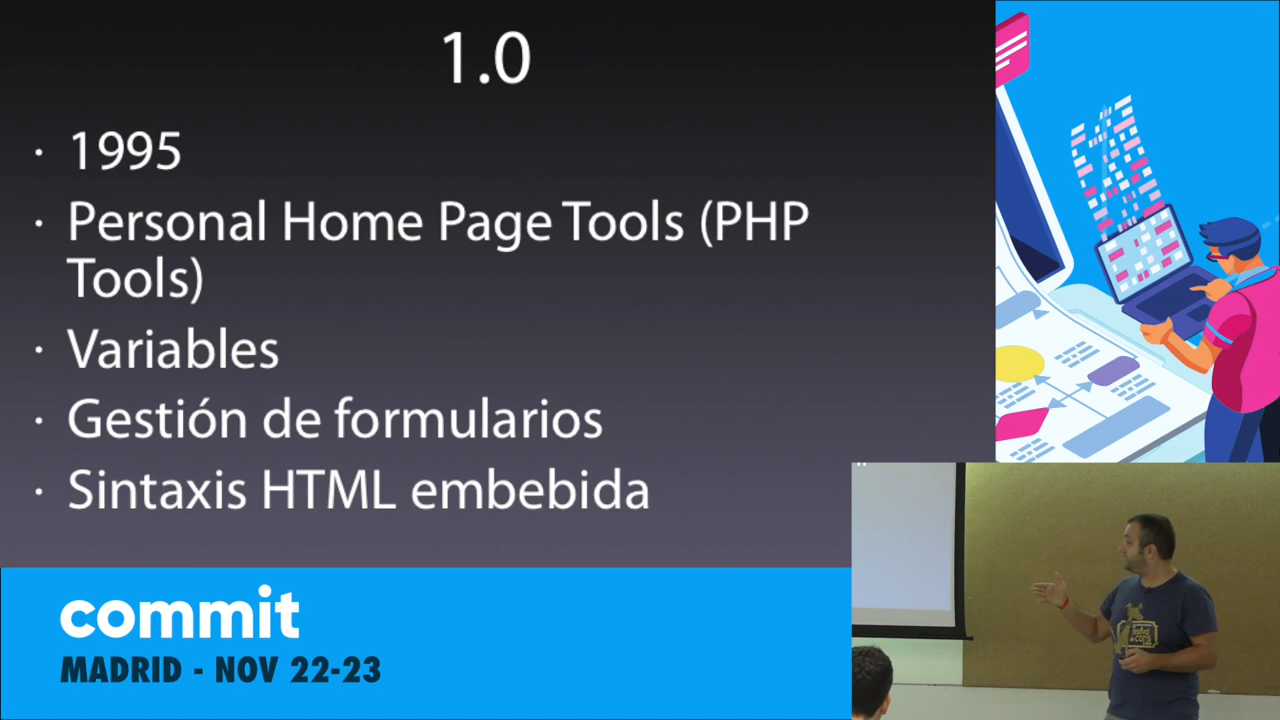 1.0
· 1995
· Personal Home Page Tools (PHP
Tools)
· Variables
· Gestión de formularios
· Sintaxis HTML embebida
commit
MADRID - NOV 22-23